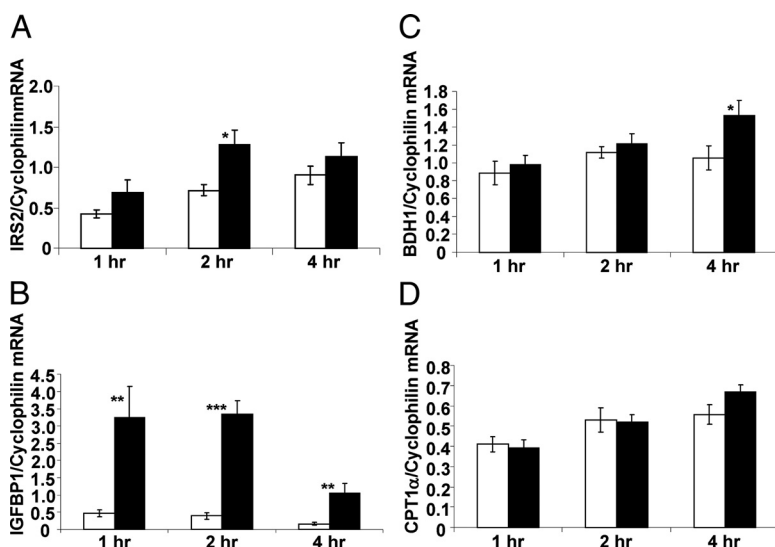 A
IRS2/CyclophilinmRNA
2.0
1.5
*
1.0
0.5
0
1 hr 2 hr 4 hr
B
IGFBP1/Cyclophilin mRNA
4.5
4.0
3.5
3.0
2.5
2.0
1.5
1.0
0.5
0
** *** **
1 hr 2 hr 4 hr
C
BDH1/Cyclophilin mRNA
1.8
1.6
1.4
1.2
1.0
0.8
0.6
0.4
0.2
0
*
1 hr 2 hr 4 hr
D
CPT1α/Cyclophilin mRNA
0.8
0.7
0.6
0.5
0.4
0.3
0.2
0.1
0
1 hr 2 hr 4 hr